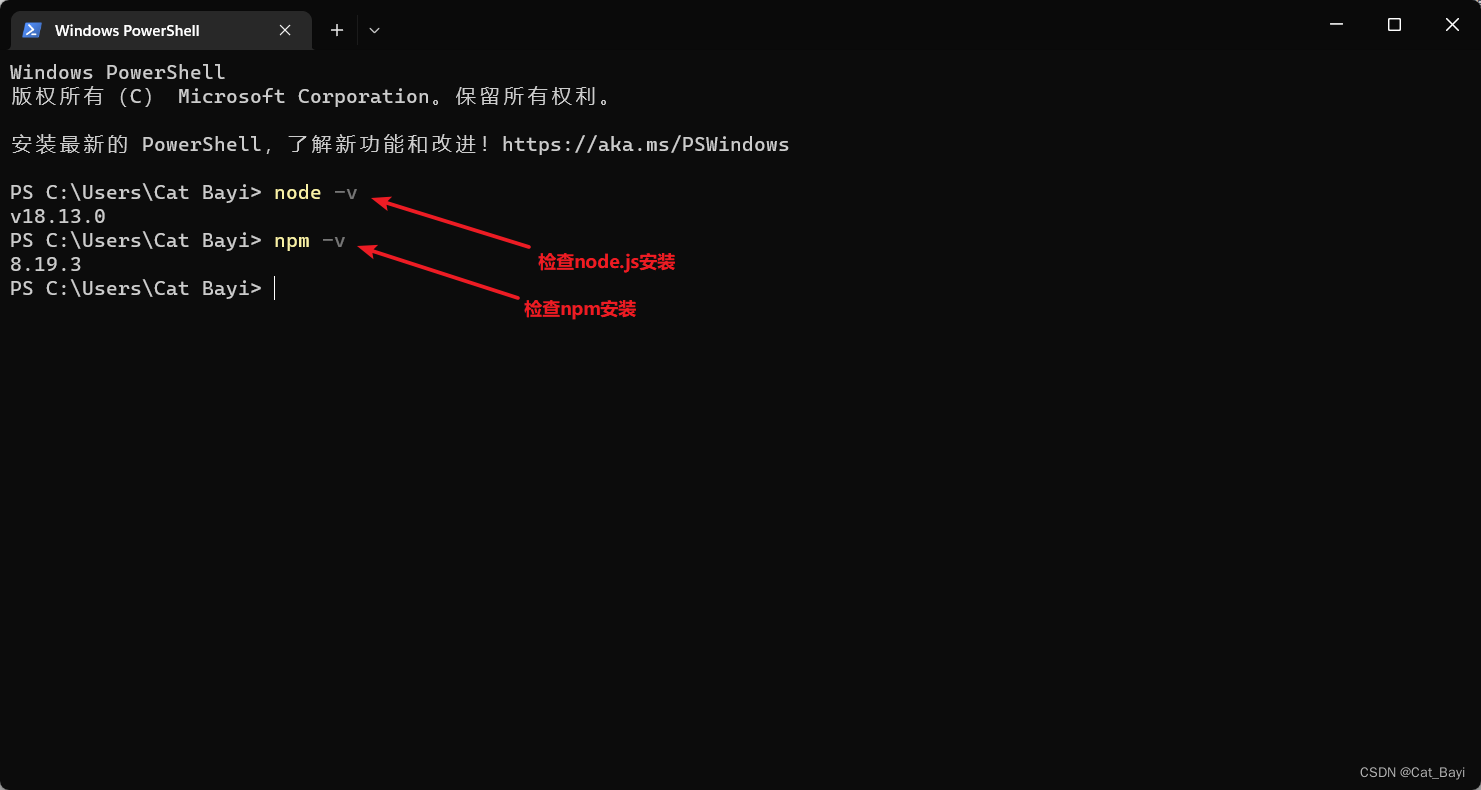 Windows PowerShell
Windows PowerShell
版权所有（C） Microsoft Corporation。保留所有权利。
安装最新的 PowerShell，了解新功能和改进！https://aka.ms/PSWindows
PS C:\Users\Cat Bayi> node -v
v18.13.0
PS C:\Users\Cat Bayi> npm -v
8.19.3
检查node.js安装
PS C:\Users\Cat Bayi>
检查npm安装
CSDN @Cat_Bayi